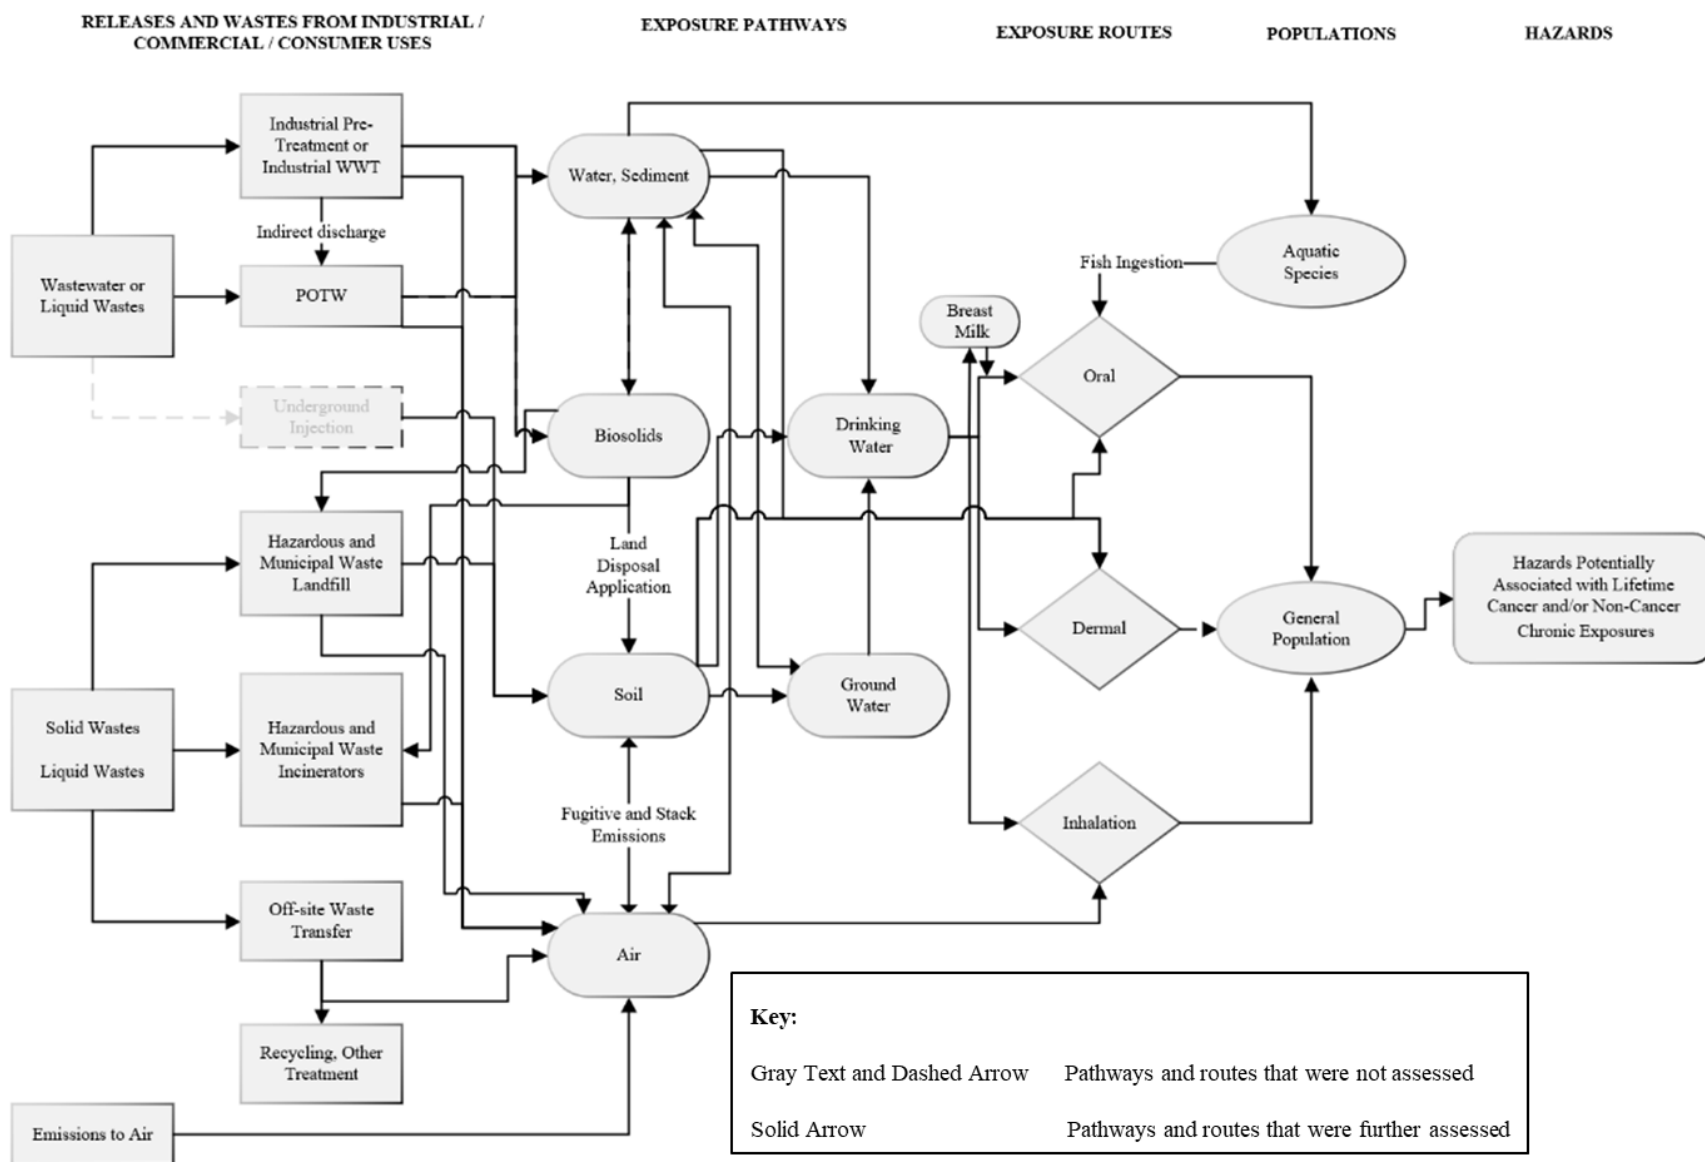 RELEASES AND WASTES FROM INDUSTRIAL /
COMMERCIAL / CONSUMER USES
EXPOSURE PATHWAYS
EXPOSURE ROUTES
POPULATIONS
HAZARDS
Industrial Pre-
Treatment or
Industrial WWT
Indirect discharge
Wastewater or
Liquid Wastes
POTW
Underground
Injection
Hazardous and
Municipal Waste
Landfill
Solid Wastes
Liquid Wastes
Hazardous and
Municipal Waste
Incinerators
Off-site Waste
Transfer
Recycling, Other
Treatment
Emissions to Air
Water, Sediment
Biosolids
Land
Disposal
Application
Soil
Fugitive and Stack
Emissions
Air
Drinking
Water
Ground
Water
Breast
Milk
Fish Ingestion
Oral
Dermal
Inhalation
Aquatic
Species
General
Population
Hazards Potentially
Associated with Lifetime
Cancer and/or Non-Cancer
Chronic Exposures
Key:
Gray Text and Dashed Arrow Pathways and routes that were not assessed
Solid Arrow Pathways and routes that were further assessed